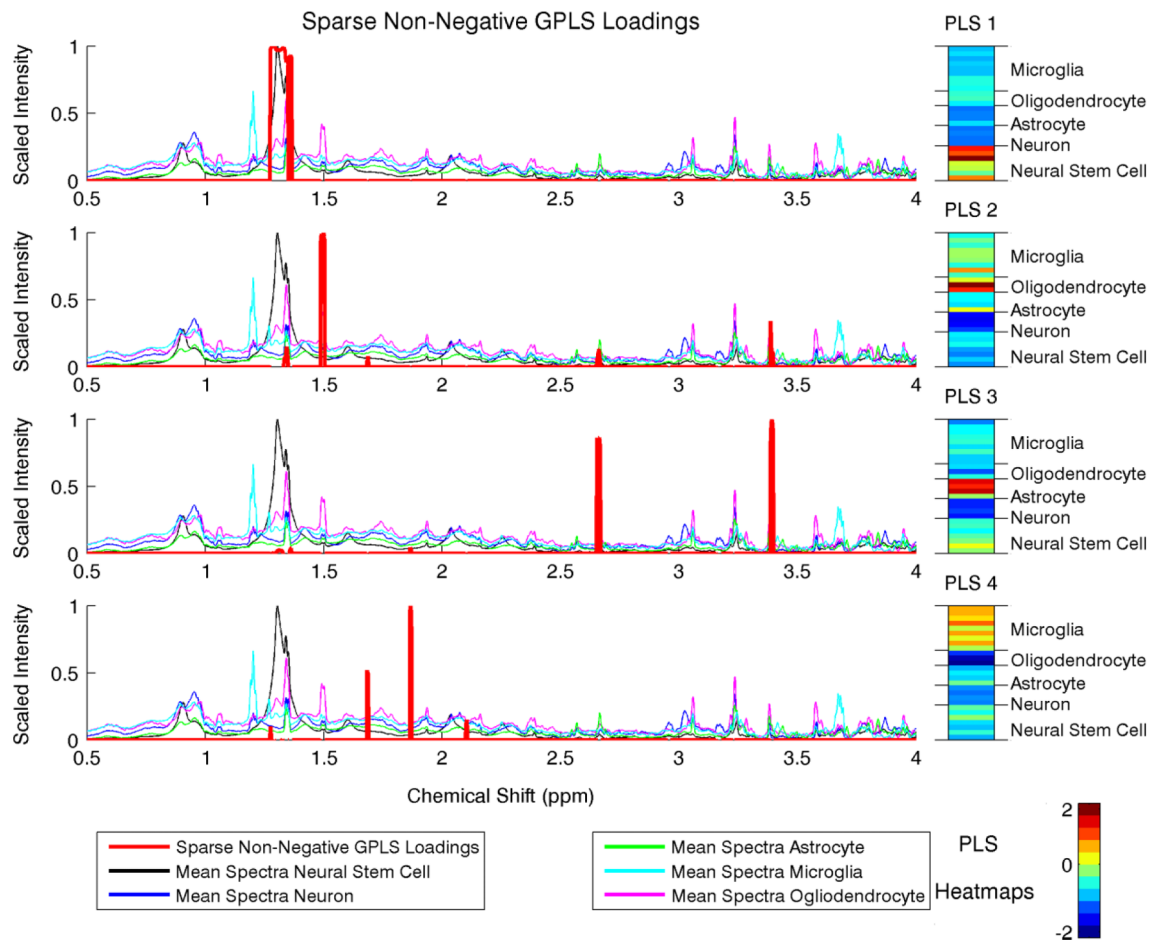 Sparse Non-Negative GPLS Loadings
PLS 1
Scaled Intensity
1
0.5
0
0.5 1 1.5 2 2.5 3 3.5 4
Microglia
Oligodendrocyte
Astrocyte
Neuron
Neural Stem Cell
PLS 2
Scaled Intensity
1
0.5
0
0.5 1 1.5 2 2.5 3 3.5 4
Microglia
Oligodendrocyte
Astrocyte
Neuron
Neural Stem Cell
PLS 3
Scaled Intensity
1
0.5
0
0.5 1 1.5 2 2.5 3 3.5 4
Microglia
Oligodendrocyte
Astrocyte
Neuron
Neural Stem Cell
PLS 4
Scaled Intensity
1
0.5
0
0.5 1 1.5 2 2.5 3 3.5 4
Microglia
Oligodendrocyte
Astrocyte
Neuron
Neural Stem Cell
Chemical Shift (ppm)
Sparse Non-Negative GPLS Loadings
Mean Spectra Neural Stem Cell
Mean Spectra Neuron
Mean Spectra Astrocyte
Mean Spectra Microglia
Mean Spectra Ogliodendrocyte
PLS
Heatmaps
2
0
-2